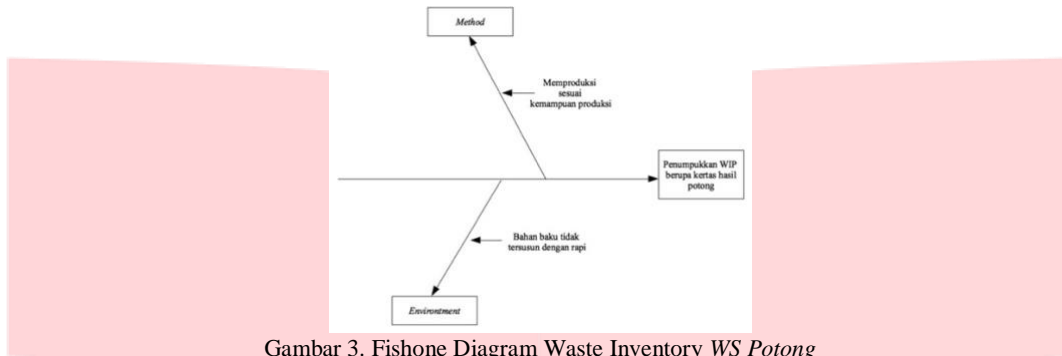 Method
Memproduksi
sesuai
kemampuan produksi
Penumpukkan WIP
berupa kertas hasil
potong
Bahan baku tidak
tersusun dengan rapi
Environtment
Gambar 3. Fishone Diagram Waste Inventory WS Potong